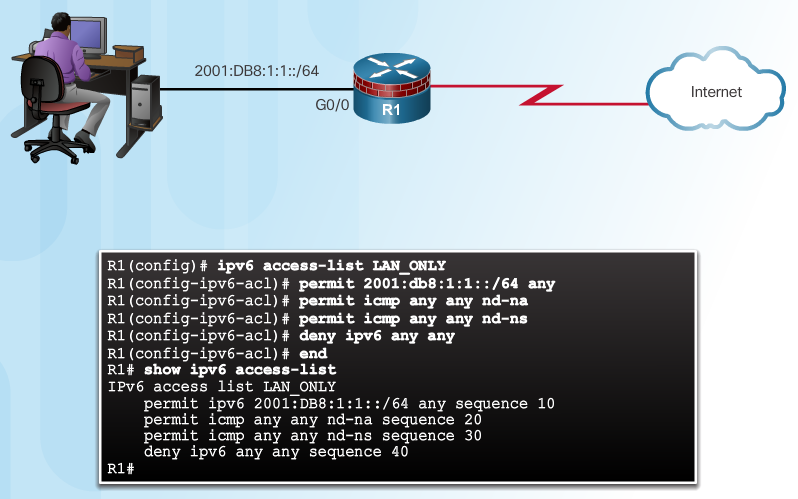 2001:DB8:1:1::/64
G0/0
R1
Internet
R1(config)# ipv6 access-list LAN_ONLY
R1(config-ipv6-acl)# permit 2001:db8:1:1::/64 any
R1(config-ipv6-acl)# permit icmp any any nd-na
R1(config-ipv6-acl)# permit icmp any any nd-ns
R1(config-ipv6-acl)# deny ipv6 any any
R1(config-ipv6-acl)# end
R1# show ipv6 access-list
IPv6 access list LAN_ONLY
    permit ipv6 2001:DB8:1:1::/64 any sequence 10
    permit icmp any any nd-na sequence 20
    permit icmp any any nd-ns sequence 30
    deny ipv6 any any sequence 40
R1#